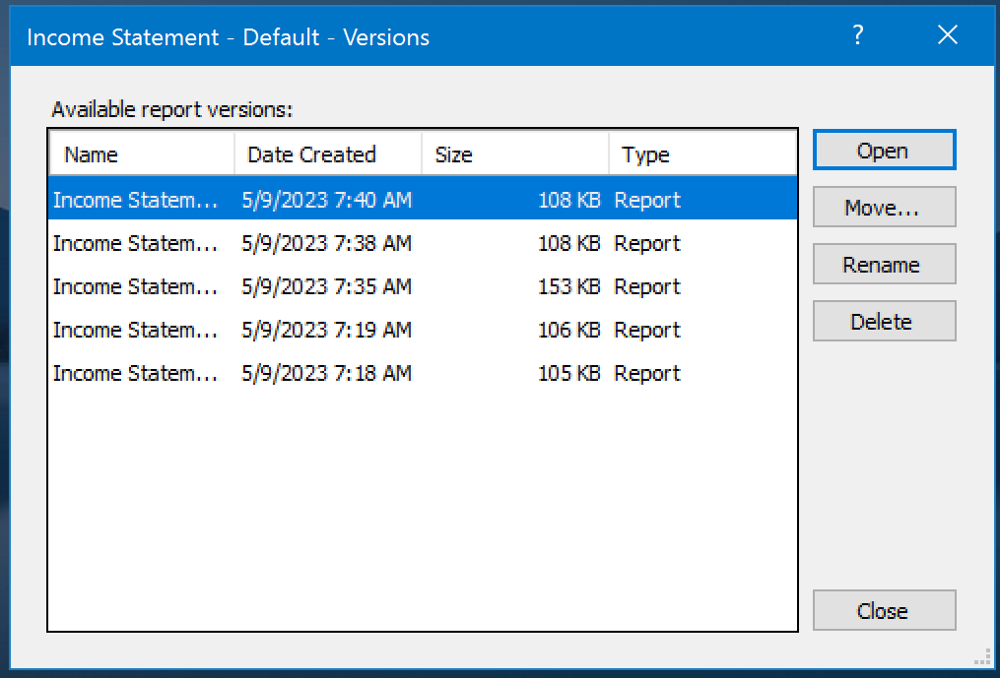 Income Statement - Default - Versions ?
Available report versions:
Name Date Created Size Type
Income Statem... 5/9/2023 7:40 AM 108 KB Report
Income Statem... 5/9/2023 7:38 AM 108 KB Report
Income Statem... 5/9/2023 7:35 AM 153 KB Report
Income Statem... 5/9/2023 7:19 AM 106 KB Report
Income Statem... 5/9/2023 7:18 AM 105 KB Report
Open
Move...
Rename
Delete
Close